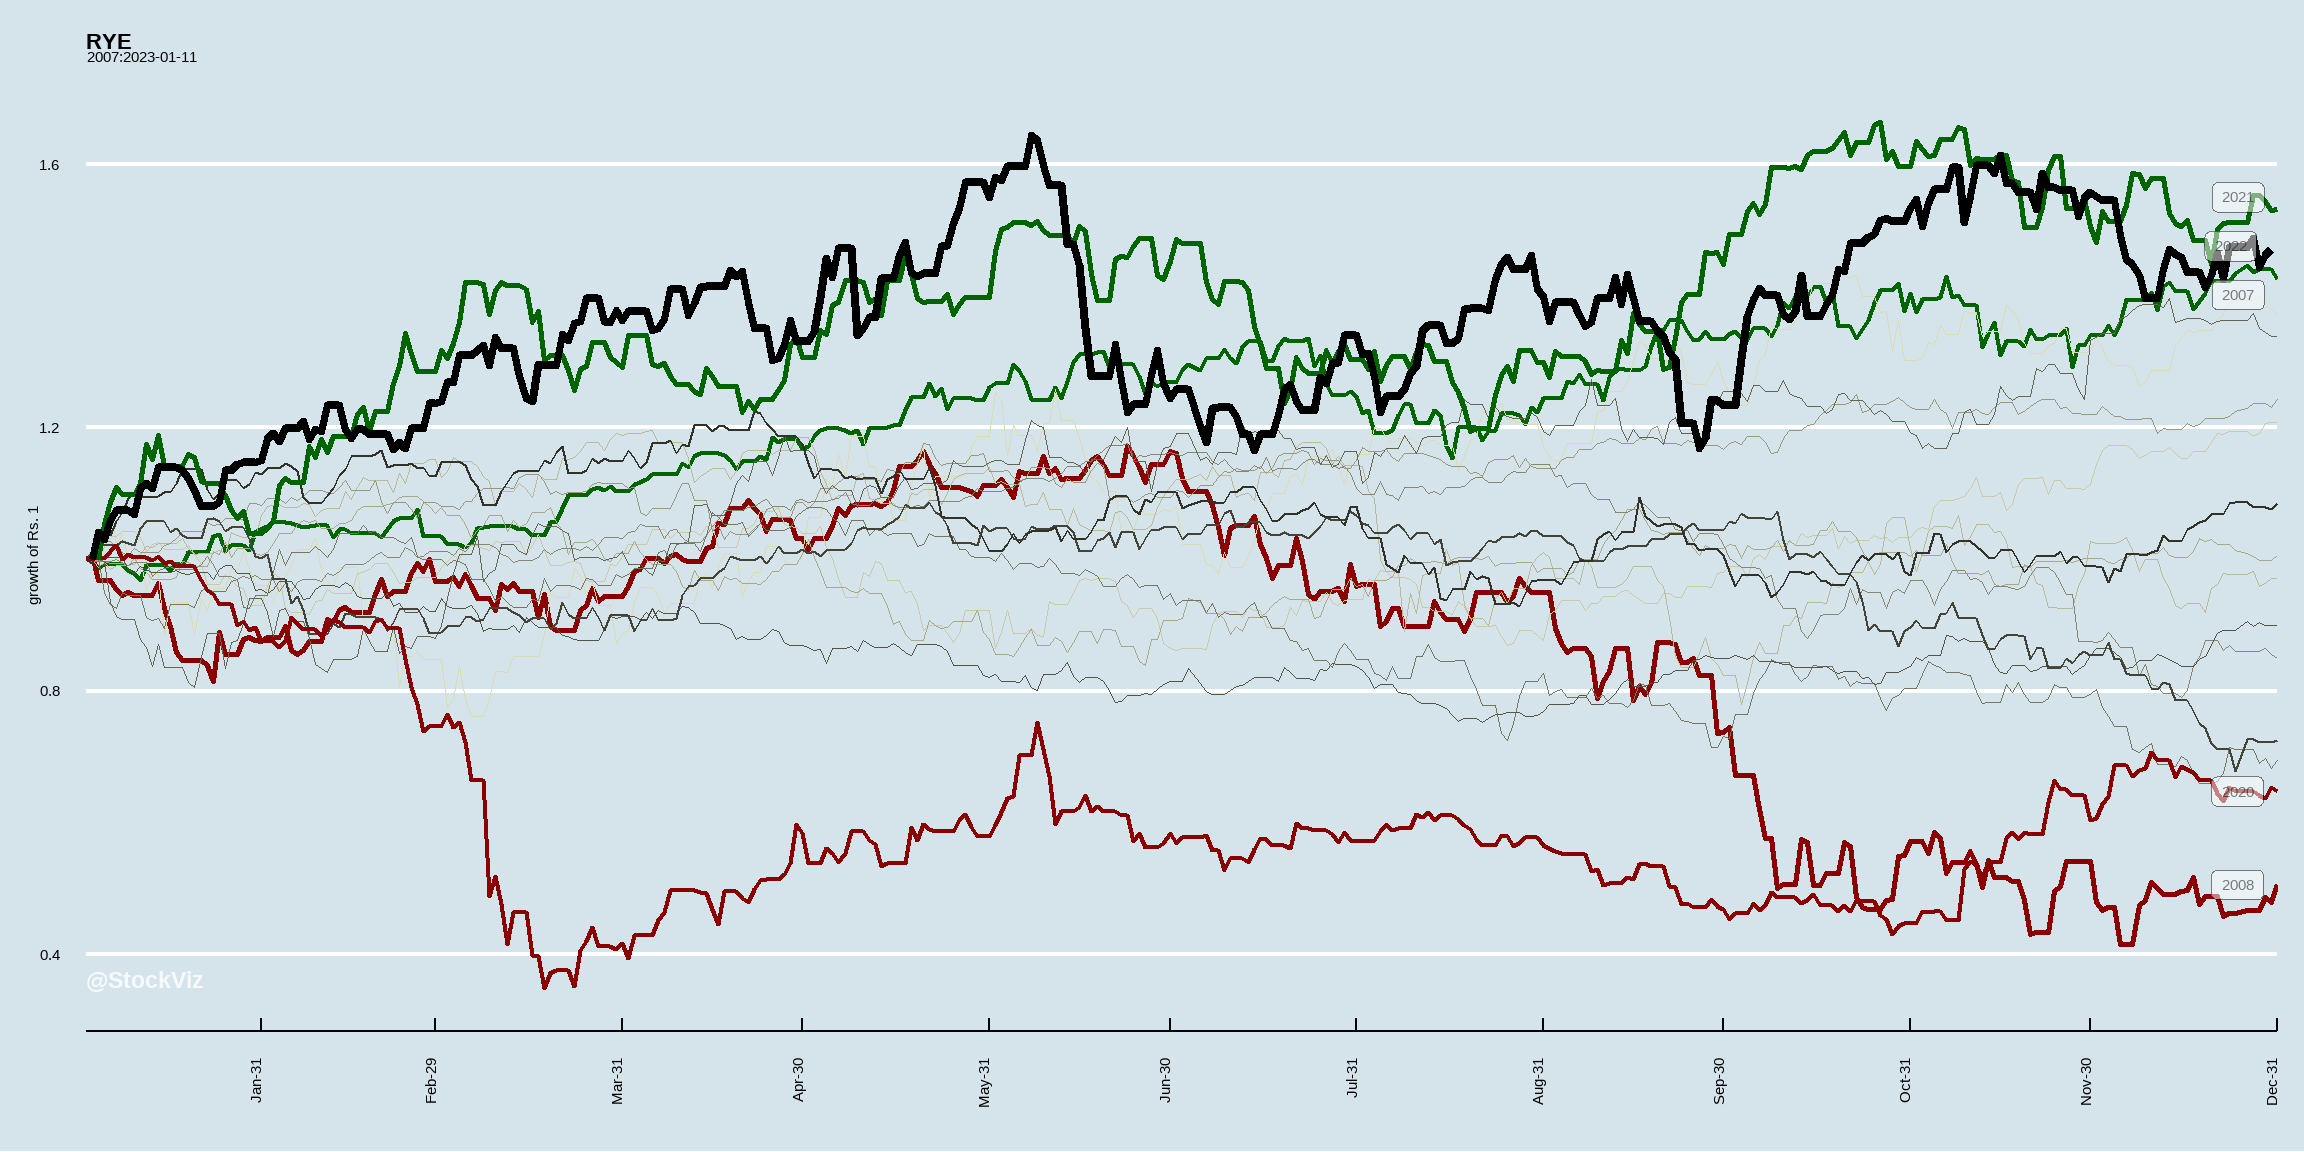 RYE
2007:2023-01-11
1.6
1.2
0.8
0.4
growth of Rs. 1
2021
2022
2007
2020
2008
@StockViz
Jan-31
Feb-29
Mar-31
Apr-30
May-31
Jun-30
Jul-31
Aug-31
Sep-30
Oct-31
Nov-30
Dec-31